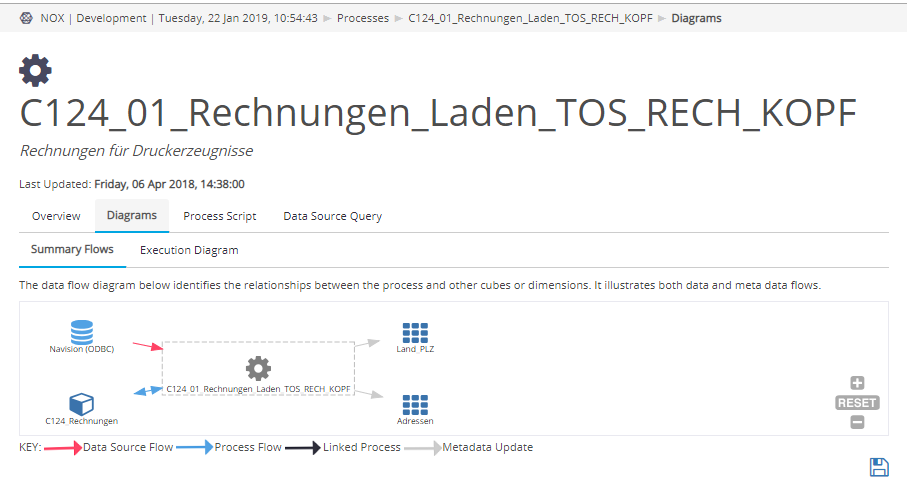 NOX | Development | Tuesday, 22 Jan 2019, 10:54:43 ► Processes ► C124_01_Rechnungen_Laden_TOS_RECH_KOPF ► Diagrams
C124_01_Rechnungen_Laden_TOS_RECH_KOPF
Rechnungen für Druckerzeugnisse
Last Updated: Friday, 06 Apr 2018, 14:38:00
Overview Diagrams Process Script Data Source Query
Summary Flows Execution Diagram
The data flow diagram below identifies the relationships between the process and other cubes or dimensions. It illustrates both data and meta data flows.
Navision (ODBC)
Land_PLZ
C124_01_Rechnungen_Laden_TOS_RECH_KOPF
C124_Rechnungen
Adressen
RESET
KEY: Data Source Flow Process Flow Linked Process Metadata Update